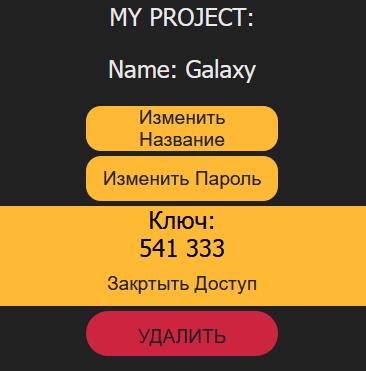 MY PROJECT:
Name: Galaxy
Изменить
Название
Изменить Пароль
Ключ:
541 333
Закртыть Доступ
УДАЛИТЬ